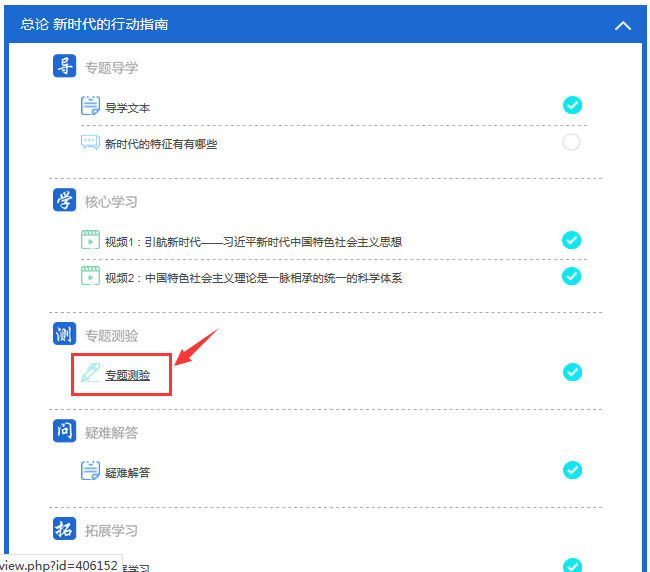 总论 新时代的行动指南
导 专题导学
导学文本
新时代的特征有有哪些
学 核心学习
视频1：引航新时代——习近平新时代中国特色社会主义思想
视频2：中国特色社会主义理论是一脉相承的统一的科学体系
测 专题测验
专题测验
问 疑难解答
疑难解答
拓 拓展学习
view.php?id=406152
展学习